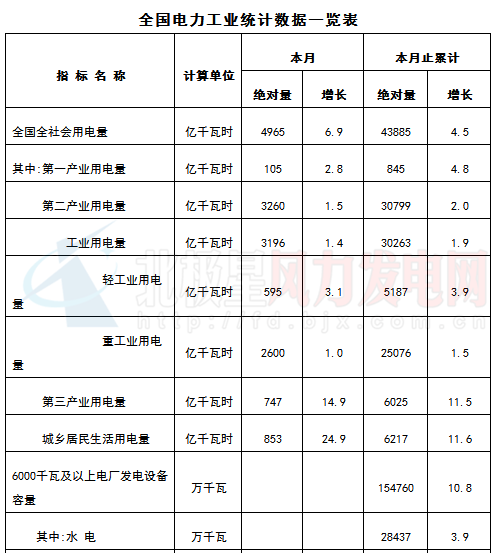 全国电力工业统计数据一览表
指 标 名 称 计算单位 本月 本月止累计
绝对量 增长 绝对量 增长
全国全社会用电量 亿千瓦时 4965 6.9 43885 4.5
其中:第一产业用电量 亿千瓦时 105 2.8 845 4.8
第二产业用电量 亿千瓦时 3260 1.5 30799 2.0
工业用电量 亿千瓦时 3196 1.4 30263 1.9
轻工业用电
量 亿千瓦时 595 3.1 5187 3.9
重工业用电
量 亿千瓦时 2600 1.0 25076 1.5
第三产业用电量 亿千瓦时 747 14.9 6025 11.5
城乡居民生活用电量 亿千瓦时 853 24.9 6217 11.6
6000千瓦及以上电厂发电设备
容量 万千瓦 154760 10.8
其中:水 电 万千瓦 28437 3.9
北极星风力发电网
http://fd.bjx.com.cn